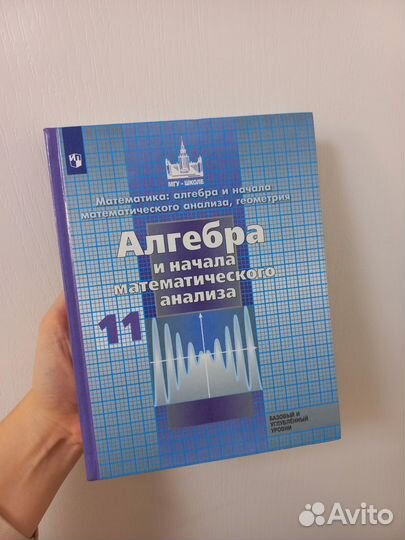 МГУ - ШКОЛЕ
Математика: алгебра и начала
математического анализа, геометрия
Алгебра
и начала
математического
анализа
11
БАЗОВЫЙ И
УГЛУБЛЁННЫЙ
УРОВНИ
Avito